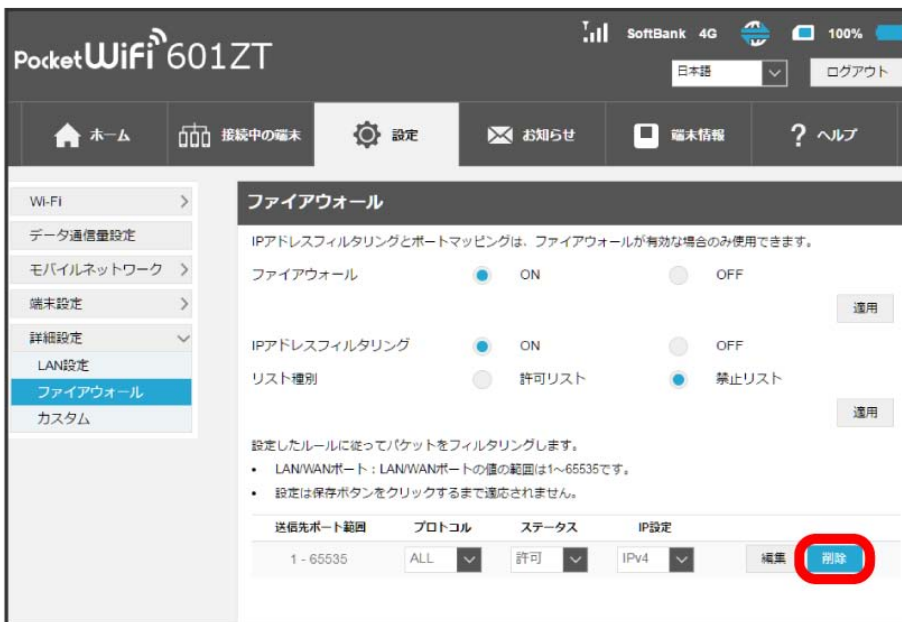 SoftBank 4G 100%
Pocket WiFi 601ZT
日本語 ログアウト
ホーム 接続中の端末 設定 お知らせ 端末情報 ? ヘルプ
Wi-Fi
データ通信量設定
モバイルネットワーク
端末設定
詳細設定
LAN設定
ファイアウォール
カスタム
ファイアウォール
IPアドレスフィルタリングとポートマッピングは、ファイアウォールが有効な場合のみ使用できます。
ファイアウォール ON OFF
適用
IPアドレスフィルタリング ON OFF
リスト種別 許可リスト 禁止リスト
適用
設定したルールに従ってパケットをフィルタリングします。
• LAN/WANポート：LAN/WANポートの値の範囲は1～65535です。
• 設定は保存ボタンをクリックするまで適応されません。
送信先ポート範囲 プロトコル ステータス IP設定
1 - 65535 ALL 許可 IPv4 編集 削除